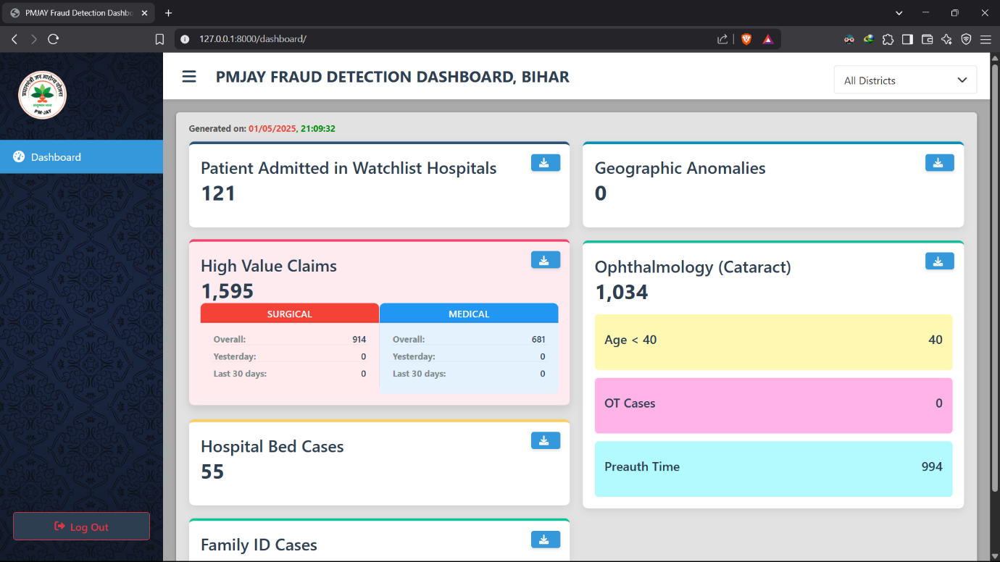 PMJAY Fraud Detection Dashbo
127.0.0.1:8000/dashboard/
प्रधानमंत्री जन आरोग्य योजना
PM-JAY
PMJAY FRAUD DETECTION DASHBOARD, BIHAR
All Districts
Dashboard
Log Out
Generated on: 01/05/2025, 21:09:32
Patient Admitted in Watchlist Hospitals
121
Geographic Anomalies
0
High Value Claims
1,595
SURGICAL
Overall: 914
Yesterday: 0
Last 30 days: 0
MEDICAL
Overall: 681
Yesterday: 0
Last 30 days: 0
Ophthalmology (Cataract)
1,034
Age < 40 40
OT Cases 0
Preauth Time 994
Hospital Bed Cases
55
Family ID Cases